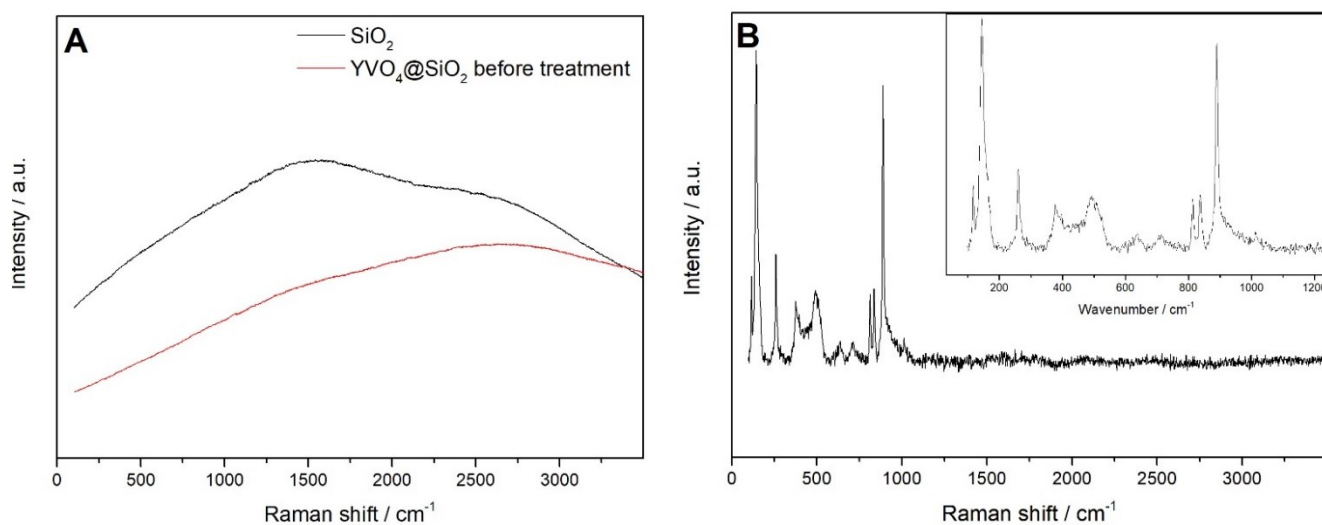 A
SiO₂
YVO₄@SiO₂ before treatment
Intensity / a.u.
0 500 1000 1500 2000 2500 3000
Raman shift / cm⁻¹
B
Intensity / a.u.
200 400 600 800 1000 1200
Wavenumber / cm⁻¹
0 500 1000 1500 2000 2500 3000
Raman shift / cm⁻¹